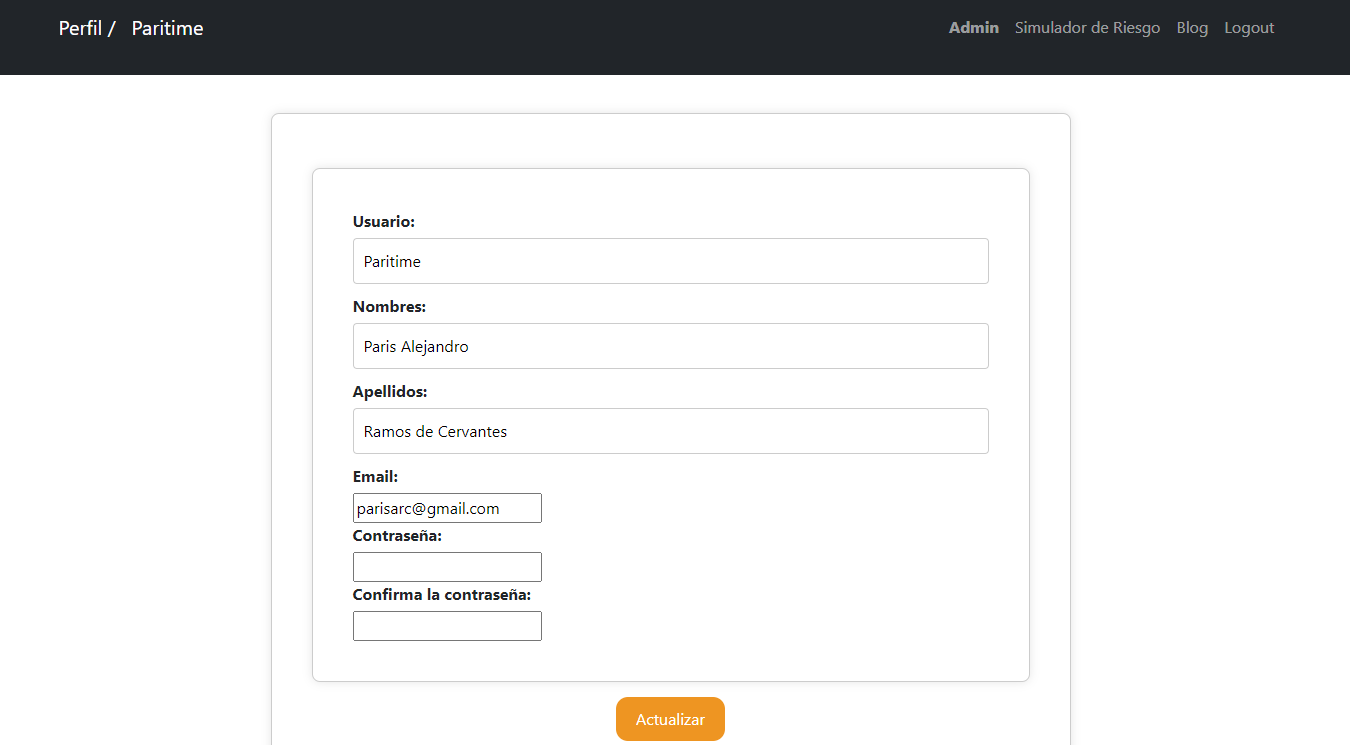 Perfil / Paritime
Admin Simulador de Riesgo Blog Logout
Usuario:
Paritime
Nombres:
Paris Alejandro
Apellidos:
Ramos de Cervantes
Email:
parisarc@gmail.com
Contraseña:
Confirma la contraseña:
Actualizar